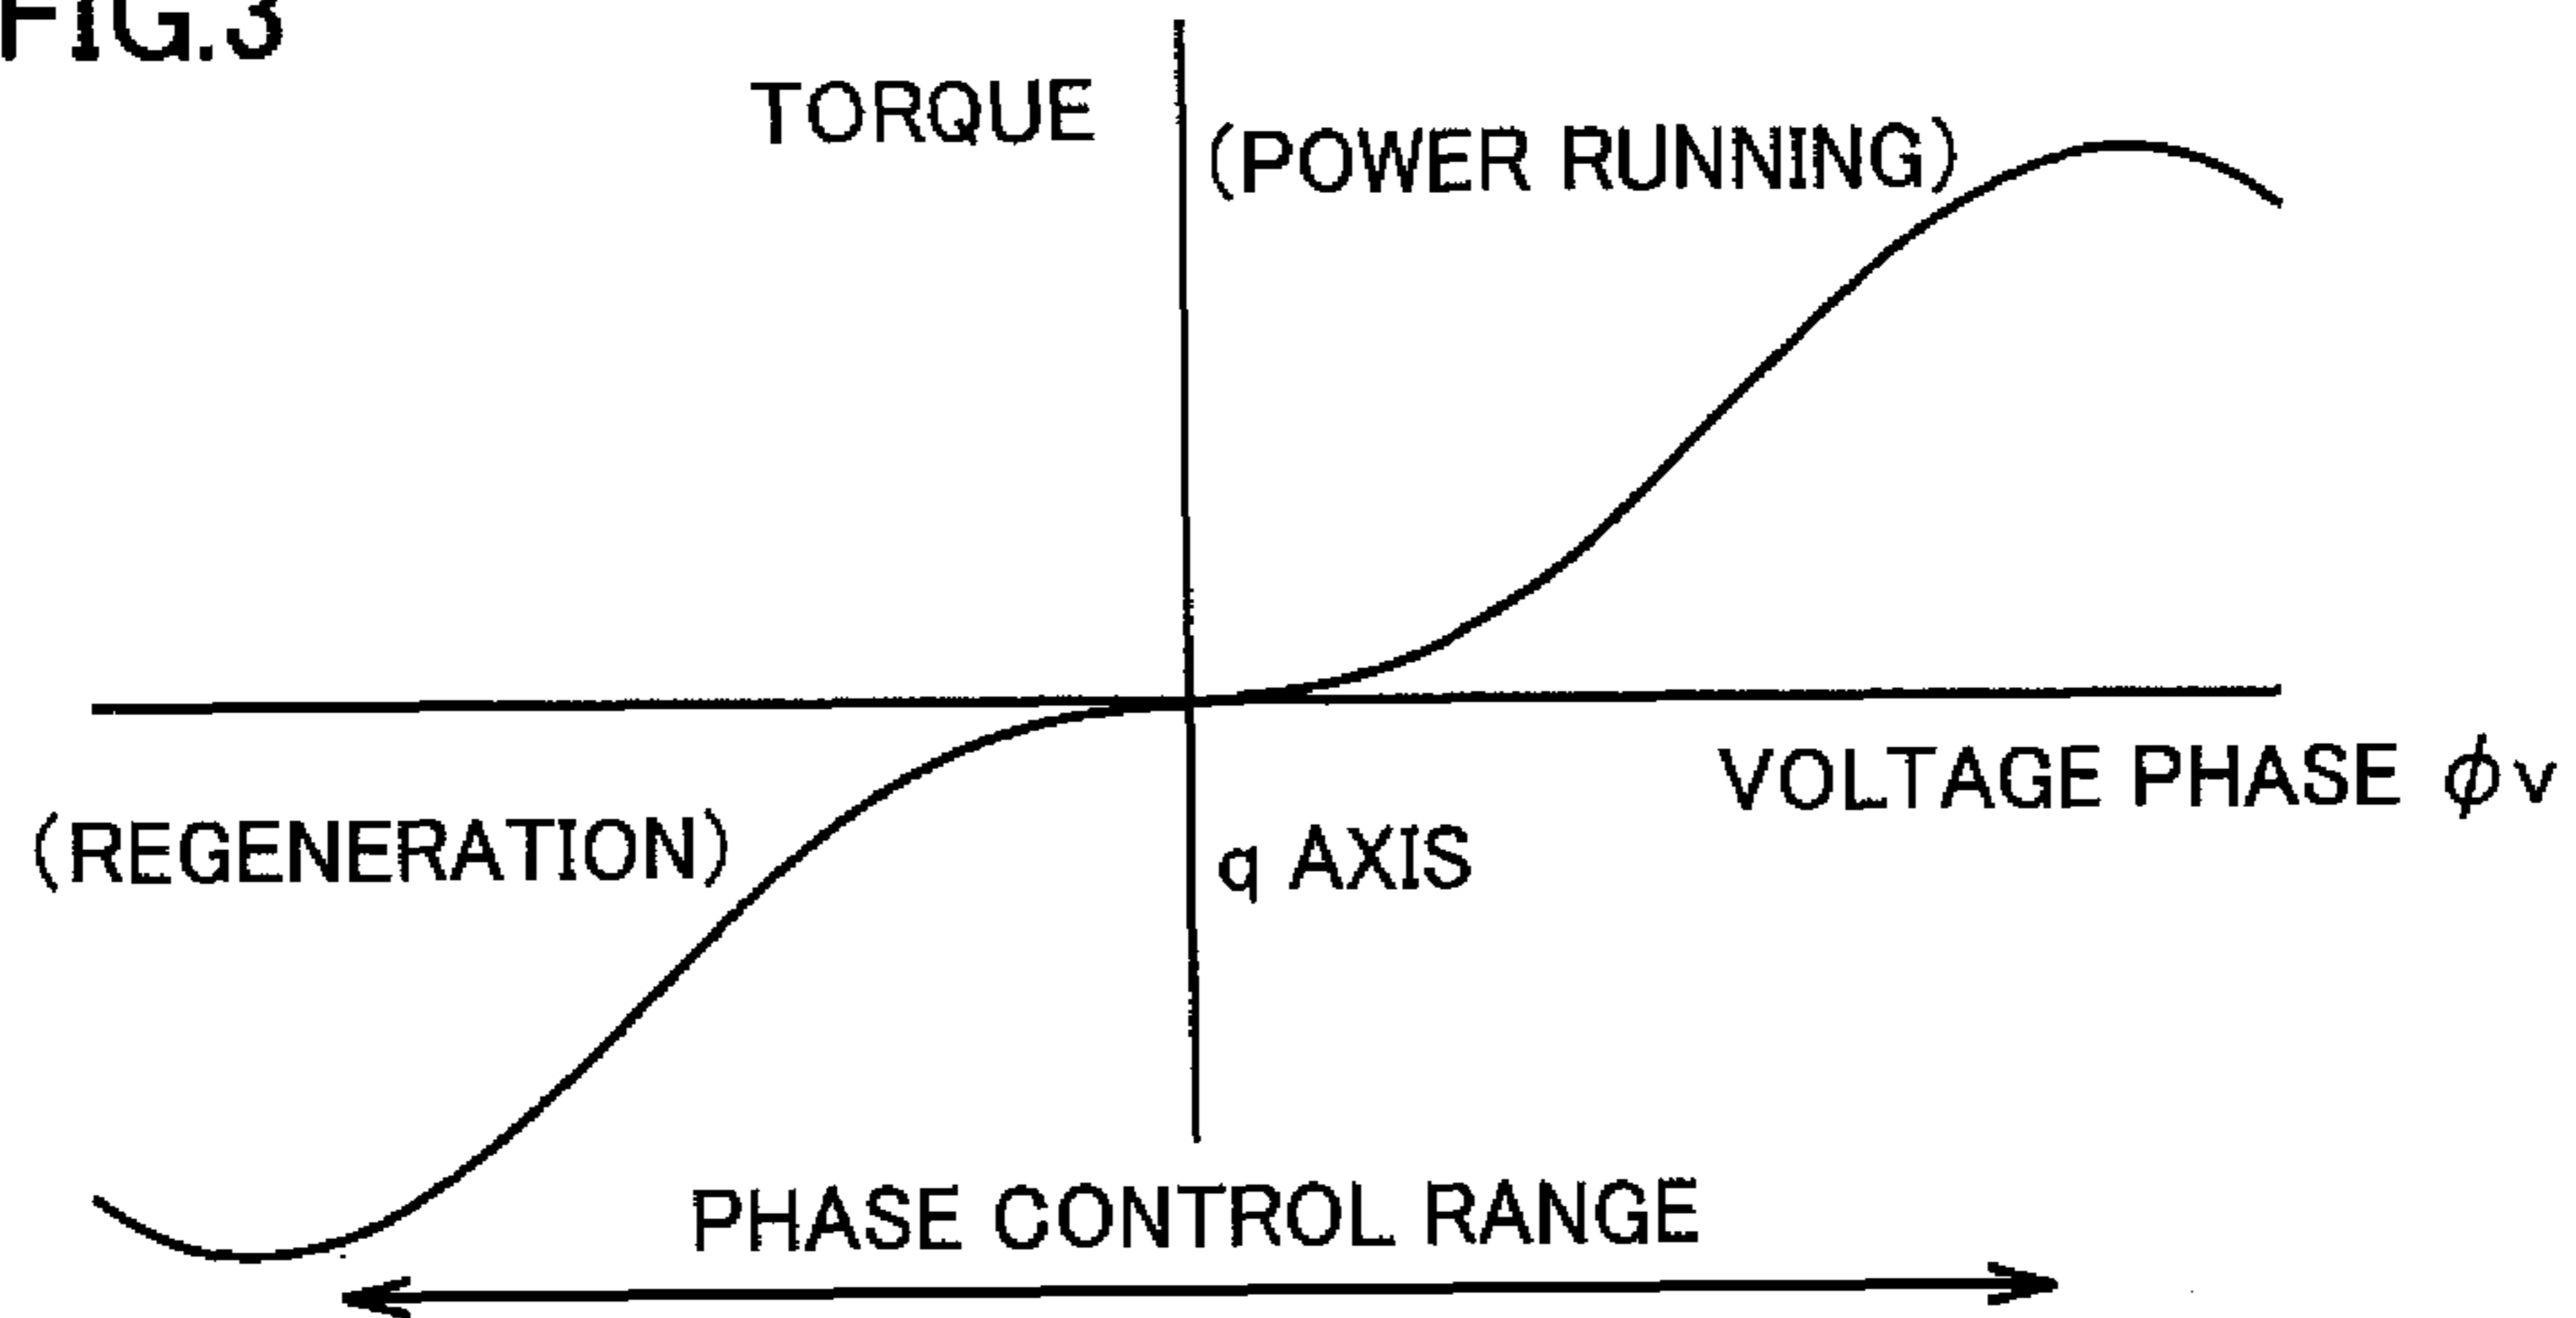 FIG.3
TORQUE
(POWER RUNNING)
VOLTAGE PHASE ϕv
(REGENERATION)
q AXIS
PHASE CONTROL RANGE